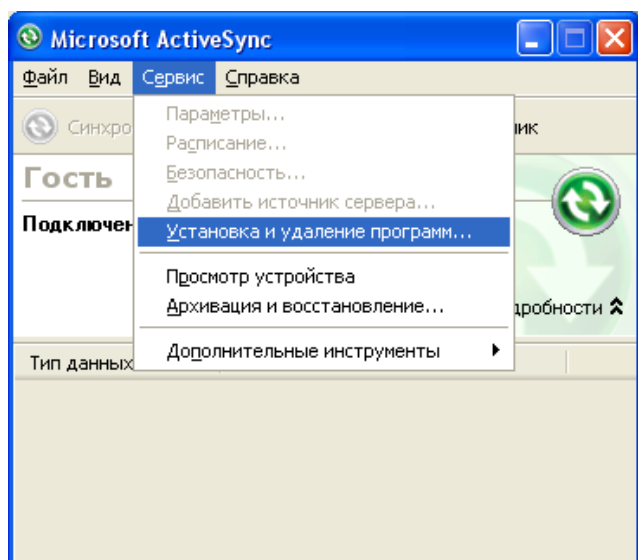 Microsoft ActiveSync
Файл Вид Сервис Справка
Параметры...
Расписание...
Безопасность...
Добавить источник сервера...
Установка и удаление программ...
Просмотр устройства
Архивация и восстановление...
Дополнительные инструменты
Синхро
ик
Гость
Подключен
дробности
Тип данных